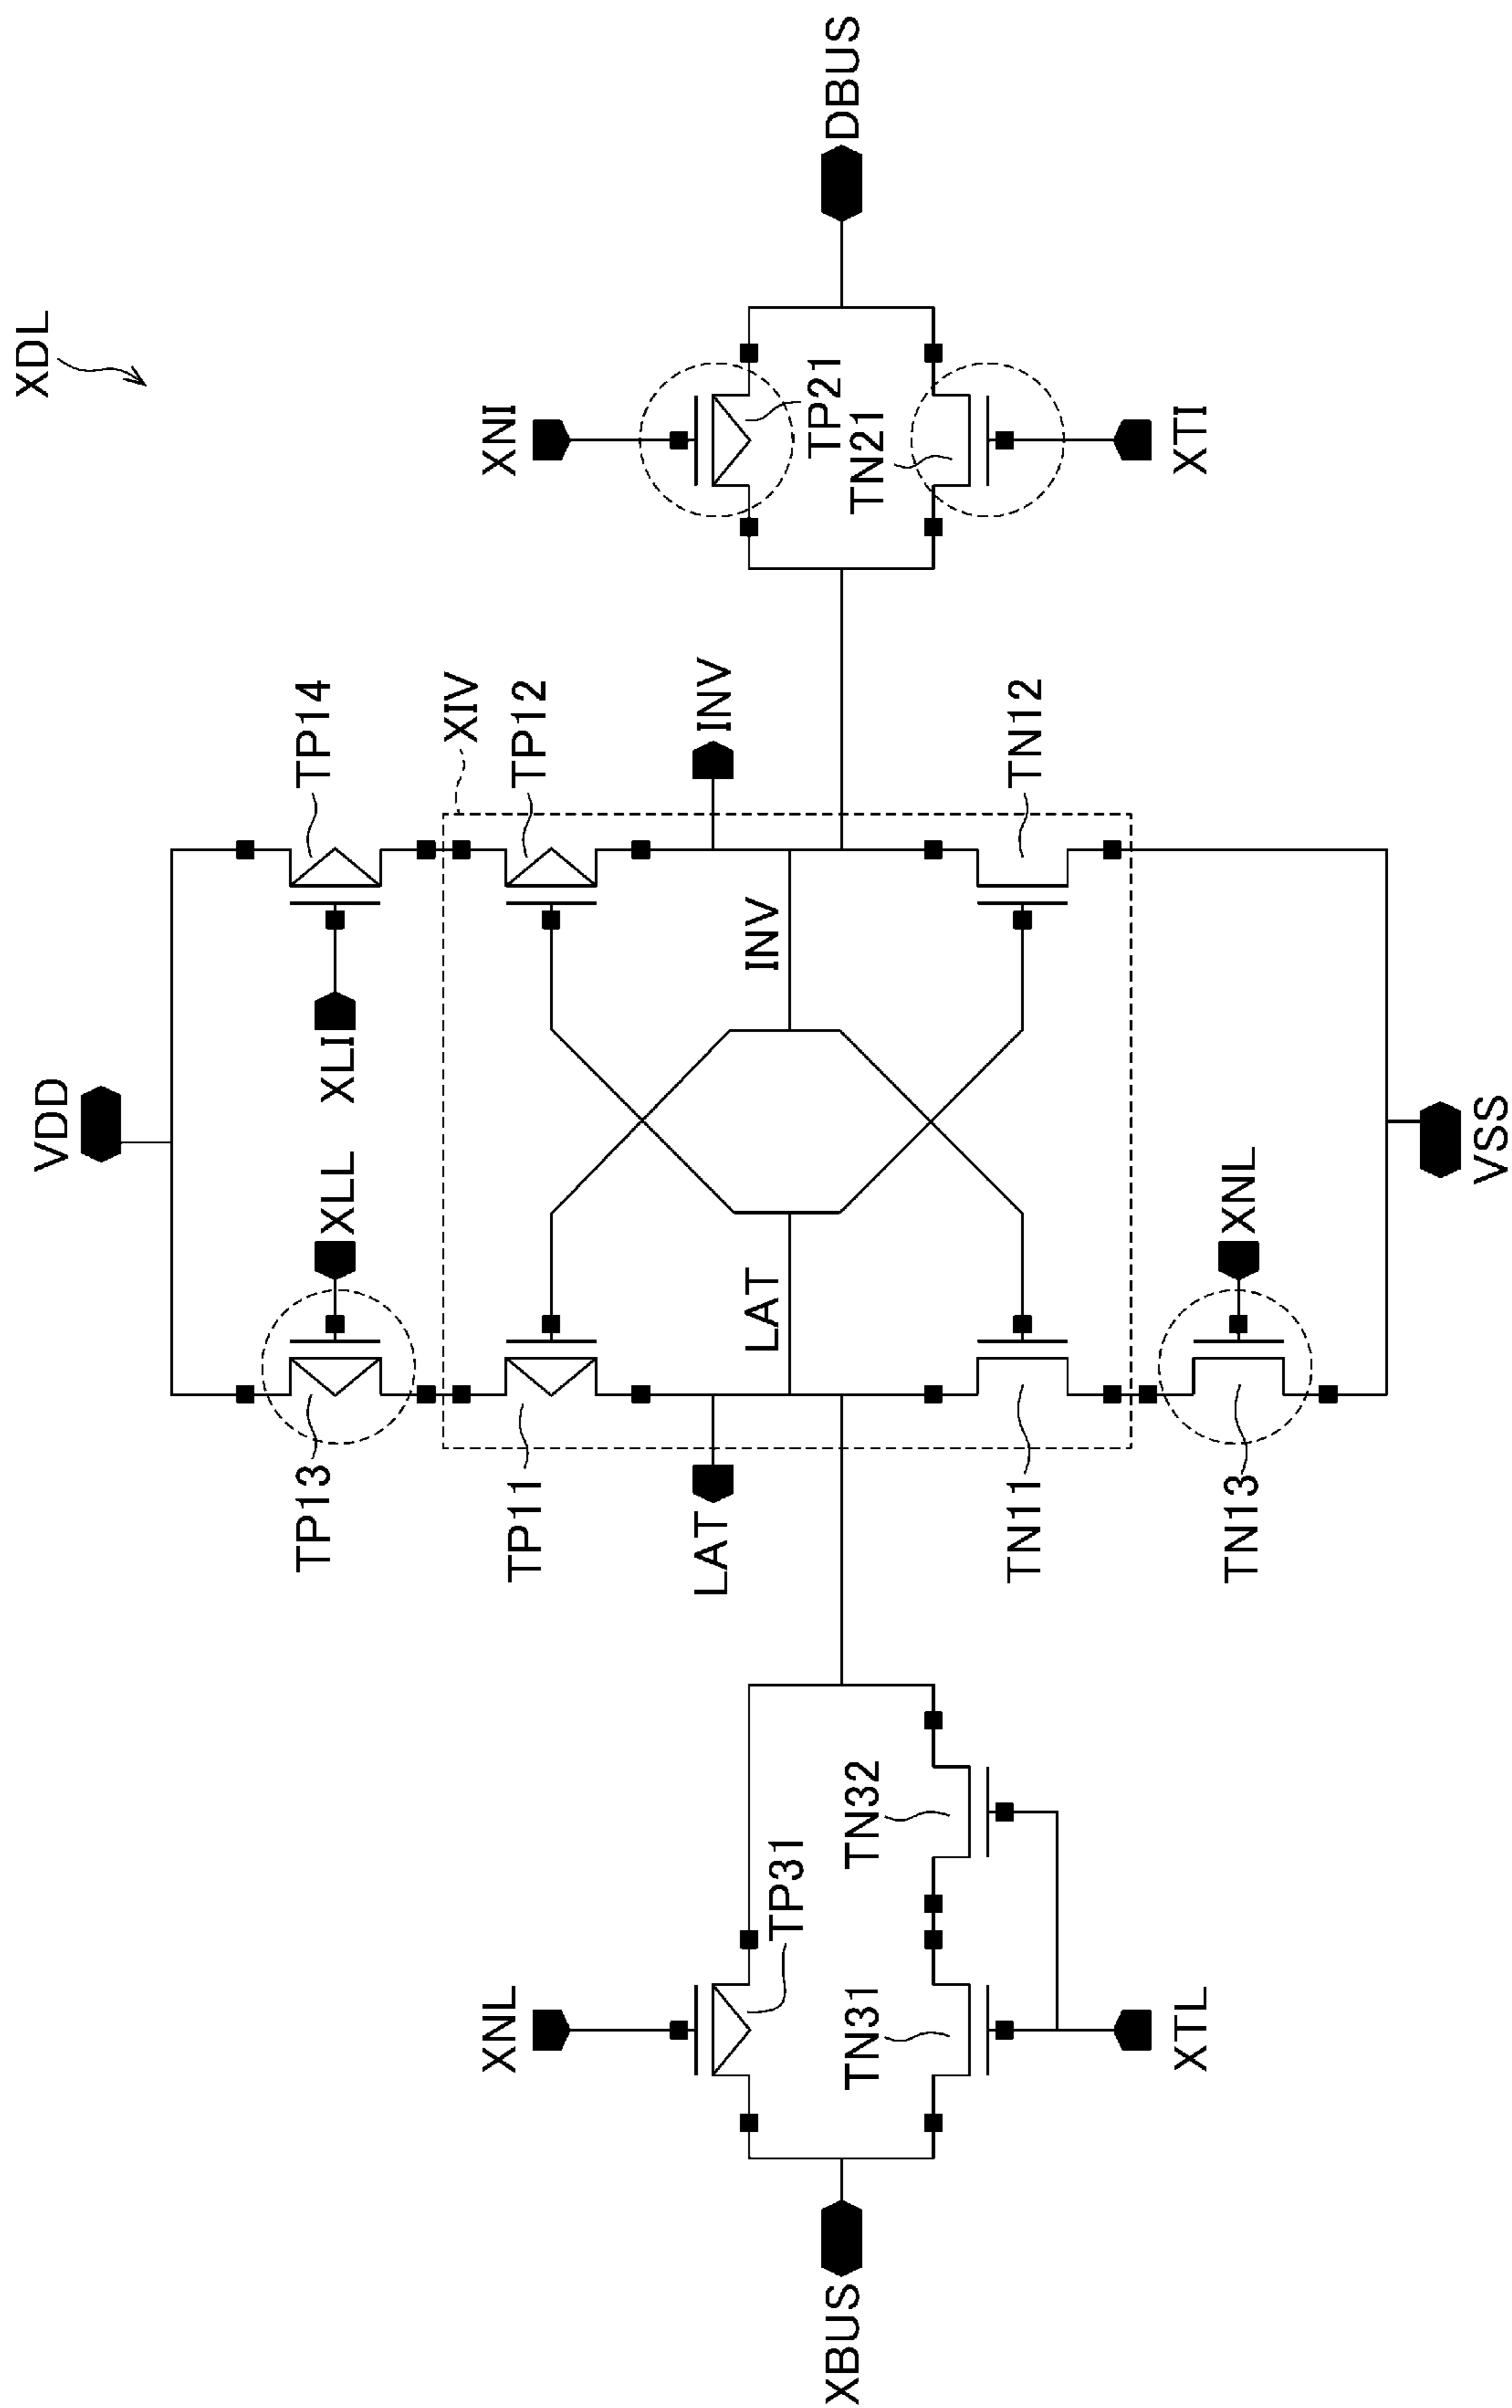 XDL
VDD
XLL
XLI
TP13
TP14
XIV
TP11
TP12
XNL
XNI
LAT
INV
LAT
INV
TP31
TP21
XBUS
DBUS
TN31
TN32
TN21
TN11
TN12
XTL
XTI
TN13
XNL
VSS